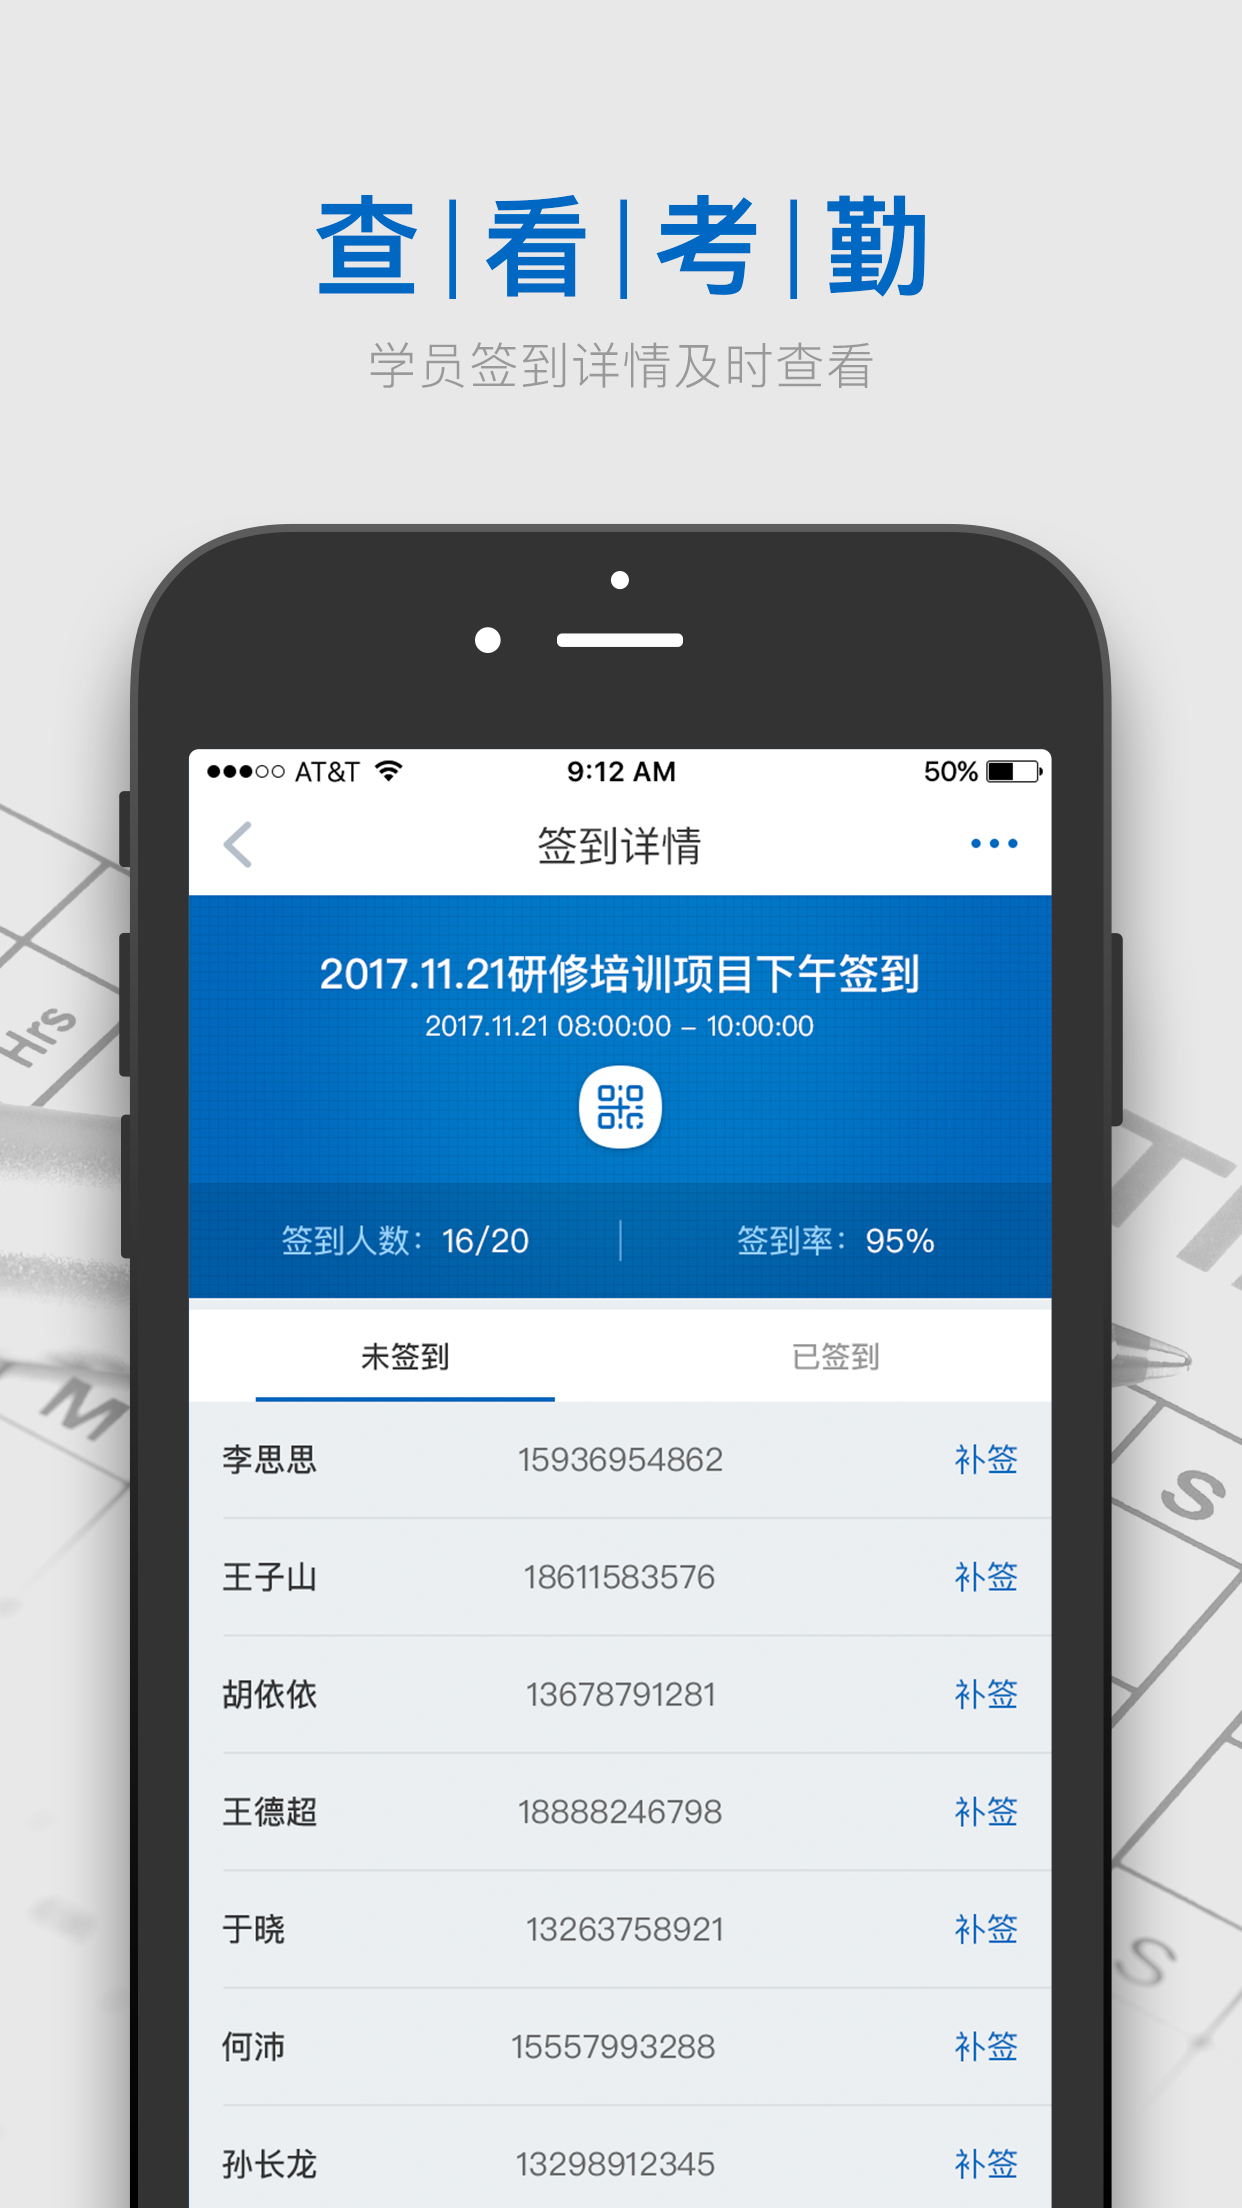 查|看|考|勤
学员签到详情及时查看
AT&T 9:12 AM 50%
签到详情
2017.11.21研修培训项目下午签到
2017.11.21 08:00:00 – 10:00:00
签到人数：16/20 签到率：95%
未签到 已签到
李思思 15936954862 补签
王子山 18611583576 补签
胡依依 13678791281 补签
王德超 18888246798 补签
于晓 13263758921 补签
何沛 15557993288 补签
孙长龙 13298912345 补签
Hrs
M
TI
S
S